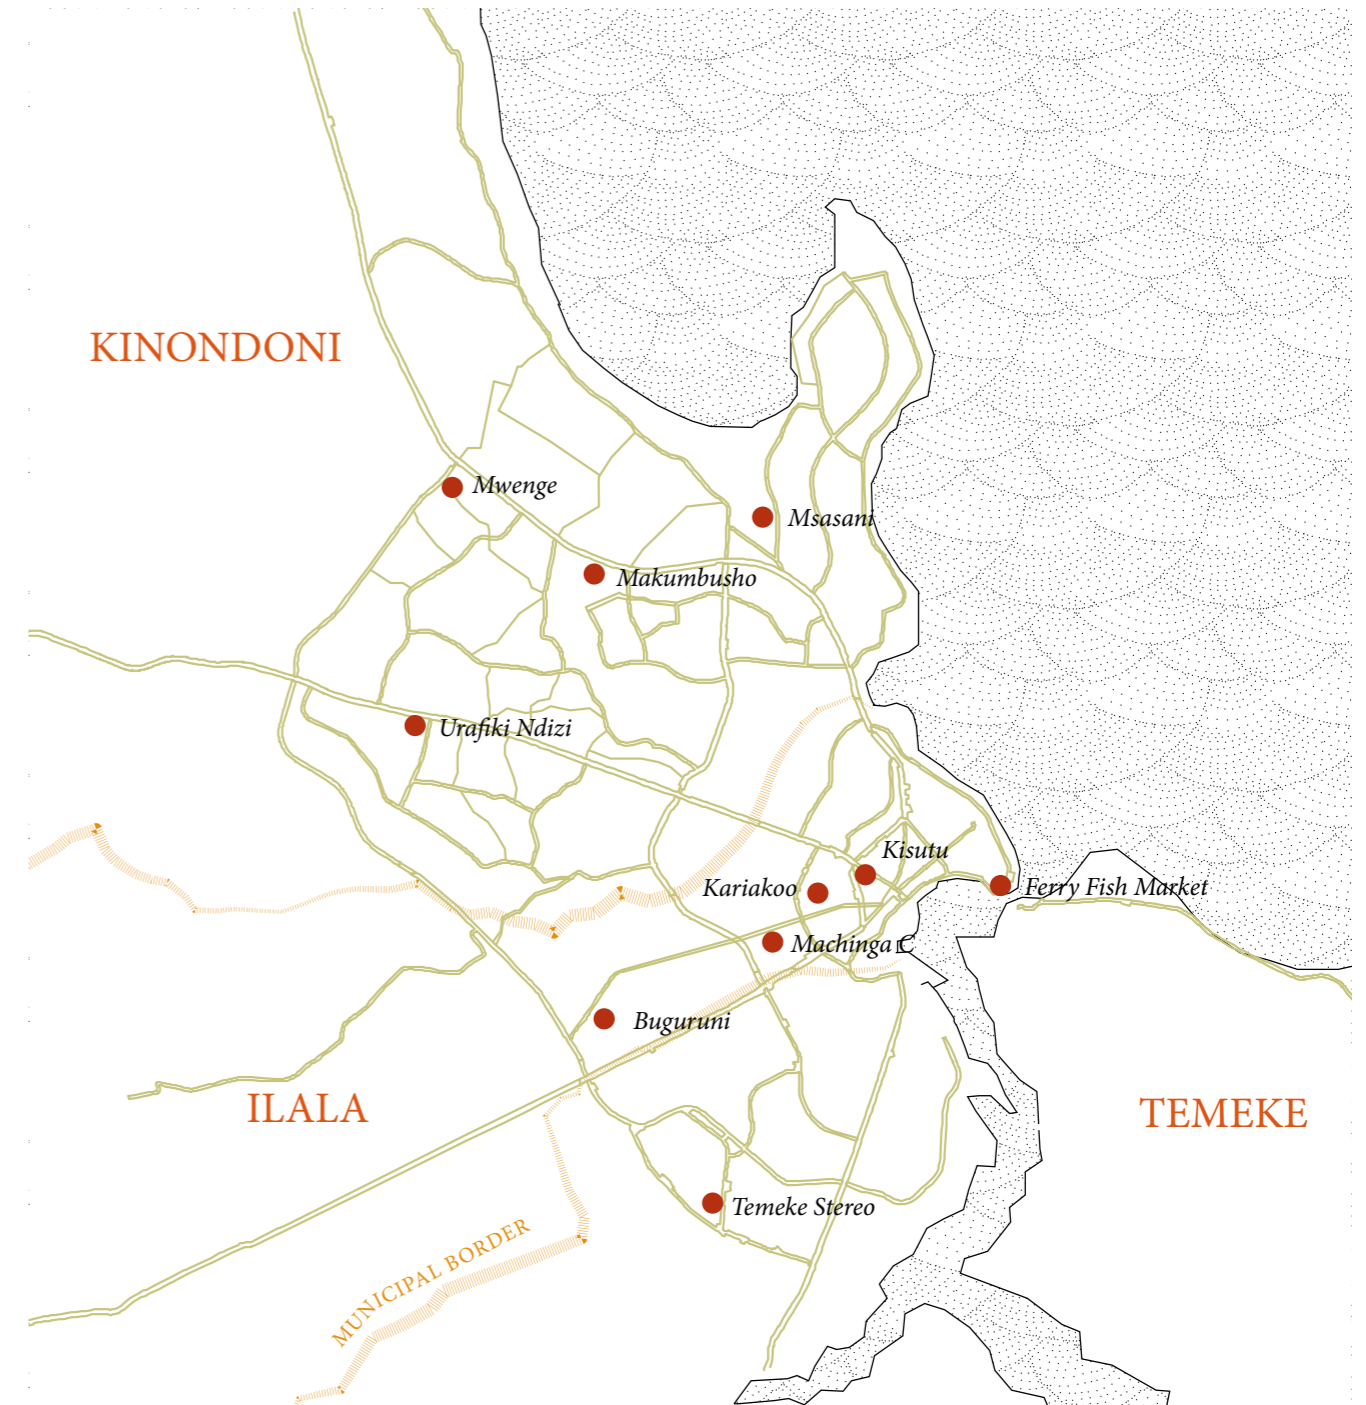 KINONDONI
Mwenge
Msasani
Makumbusho
Urafiki Ndizi
Kisutu
Kariakoo
Ferry Fish Market
Machinga C
Buguruni
ILALA
TEMEKE
Temeke Stereo
MUNICIPAL BORDER